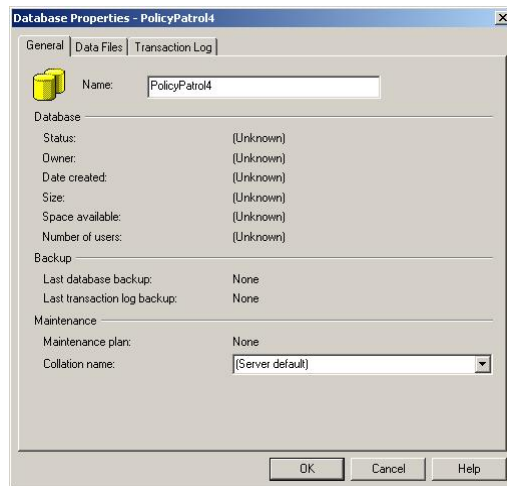 Database Properties - PolicyPatrol4
General Data Files Transaction Log
Name: PolicyPatrol4
Database
Status: (Unknown)
Owner: (Unknown)
Date created: (Unknown)
Size: (Unknown)
Space available: (Unknown)
Number of users: (Unknown)
Backup
Last database backup: None
Last transaction log backup: None
Maintenance
Maintenance plan: None
Collation name: (Server default)
OK Cancel Help